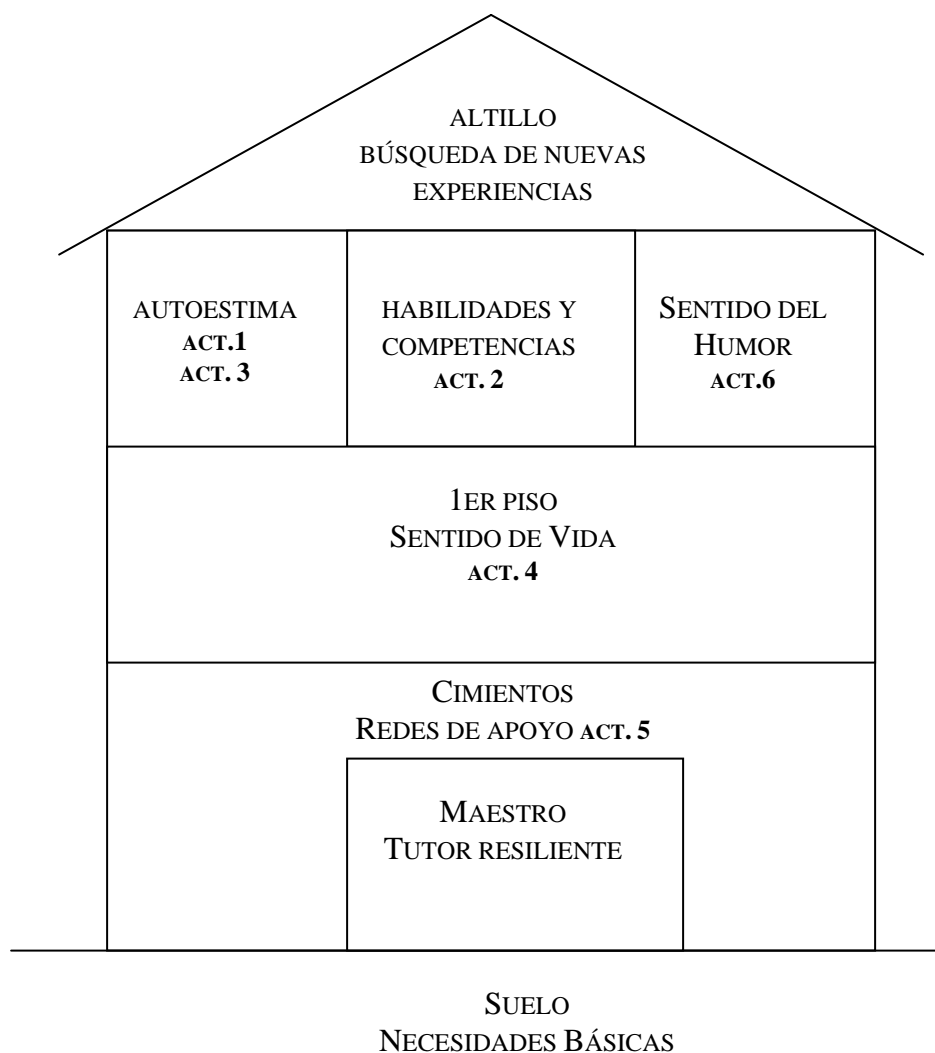 ALTILLO
BÚSQUEDA DE NUEVAS
EXPERIENCIAS
AUTOESTIMA
ACT.1
ACT. 3
HABILIDADES Y
COMPETENCIAS
ACT. 2
SENTIDO DEL
HUMOR
ACT.6
1ER PISO
SENTIDO DE VIDA
ACT. 4
CIMIENTOS
REDES DE APOYO ACT. 5
MAESTRO
TUTOR RESILIENTE
SUELO
NECESIDADES BÁSICAS